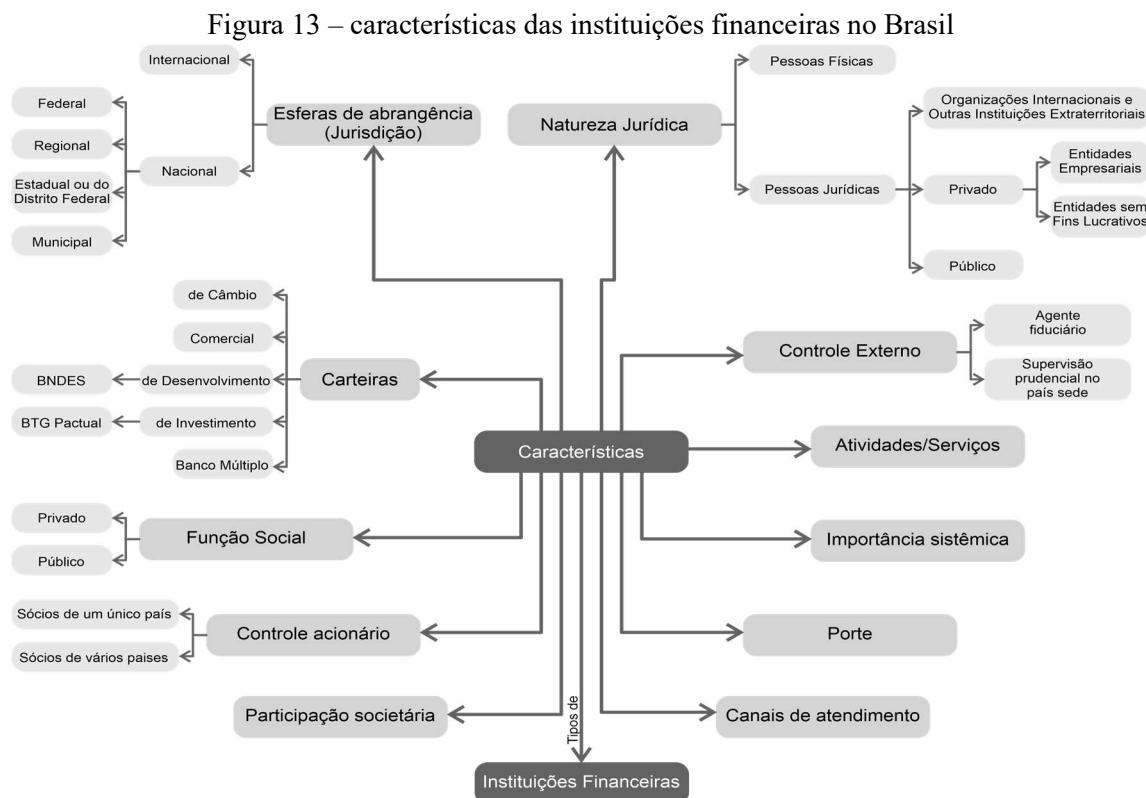 Figura 13 – características das instituições financeiras no Brasil
Internacional
Federal
Regional
Estadual ou do
Distrito Federal
Municipal
Nacional
Esferas de abrangência
(Jurisdição)
Natureza Jurídica
Pessoas Físicas
Pessoas Jurídicas
Organizações Internacionais e
Outras Instituições Extraterritoriais
Privado
Entidades
Empresariais
Entidades sem
Fins Lucrativos
Público
de Câmbio
Comercial
BNDES
de Desenvolvimento
BTG Pactual
de Investimento
Banco Múltiplo
Carteiras
Controle Externo
Agente
fiduciário
Supervisão
prudencial no
país sede
Características
Atividades/Serviços
Privado
Público
Função Social
Importância sistêmica
Sócios de um único país
Sócios de vários paises
Controle acionário
Porte
Participação societária
Tipos de
Canais de atendimento
Instituições Financeiras